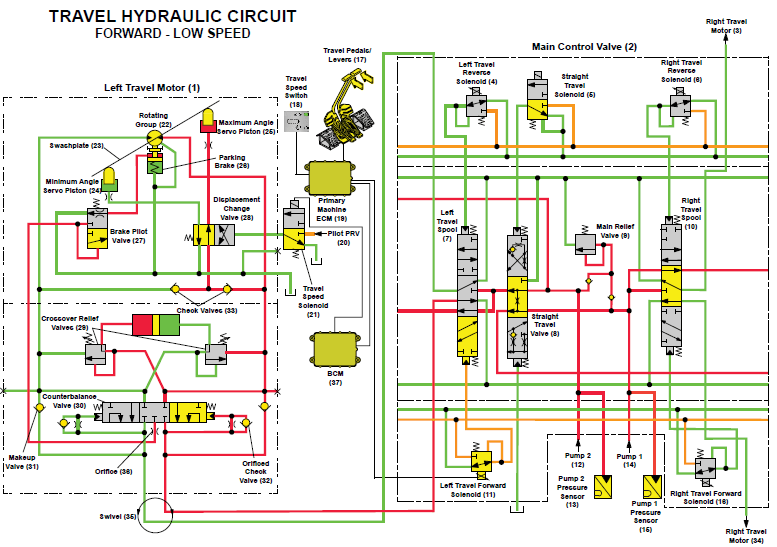 TRAVEL HYDRAULIC CIRCUIT
FORWARD - LOW SPEED
Travel Pedals/
Levers (17)
Right Travel
Motor (3)
Main Control Valve (2)
Left Travel
Reverse
Solenoid (4)
Straight
Travel
Solenoid (5)
Right Travel
Reverse
Solenoid (6)
Left Travel Motor (1)
Travel
Speed
Switch
(18)
Rotating
Group (22)
Maximum Angle
Servo Piston (25)
Swashplate (23)
Parking
Brake (26)
Minimum Angle
Servo Piston (24)
Primary
Machine
ECM (19)
Displacement
Change
Valve (28)
Brake Pilot
Valve (27)
Pilot PRV
(20)
Left
Travel
Spool
(7)
Main Relief
Valve (9)
Right
Travel
Spool
(10)
Travel
Speed
Solenoid
(21)
Check Valves (33)
Crossover Relief
Valves (29)
Straight
Travel
Valve (8)
BCM
(37)
Counterbalance
Valve (30)
Makeup
Valve (31)
Orifice (36)
Orificed
Check
Valve (32)
Pump 2
(12)
Pump 1
(14)
Pump 2
Pressure
Sensor
(13)
Pump 1
Pressure
Sensor
(15)
Left Travel Forward
Solenoid (11)
Right Travel Forward
Solenoid (16)
Swivel (35)
Right Travel
Motor (34)